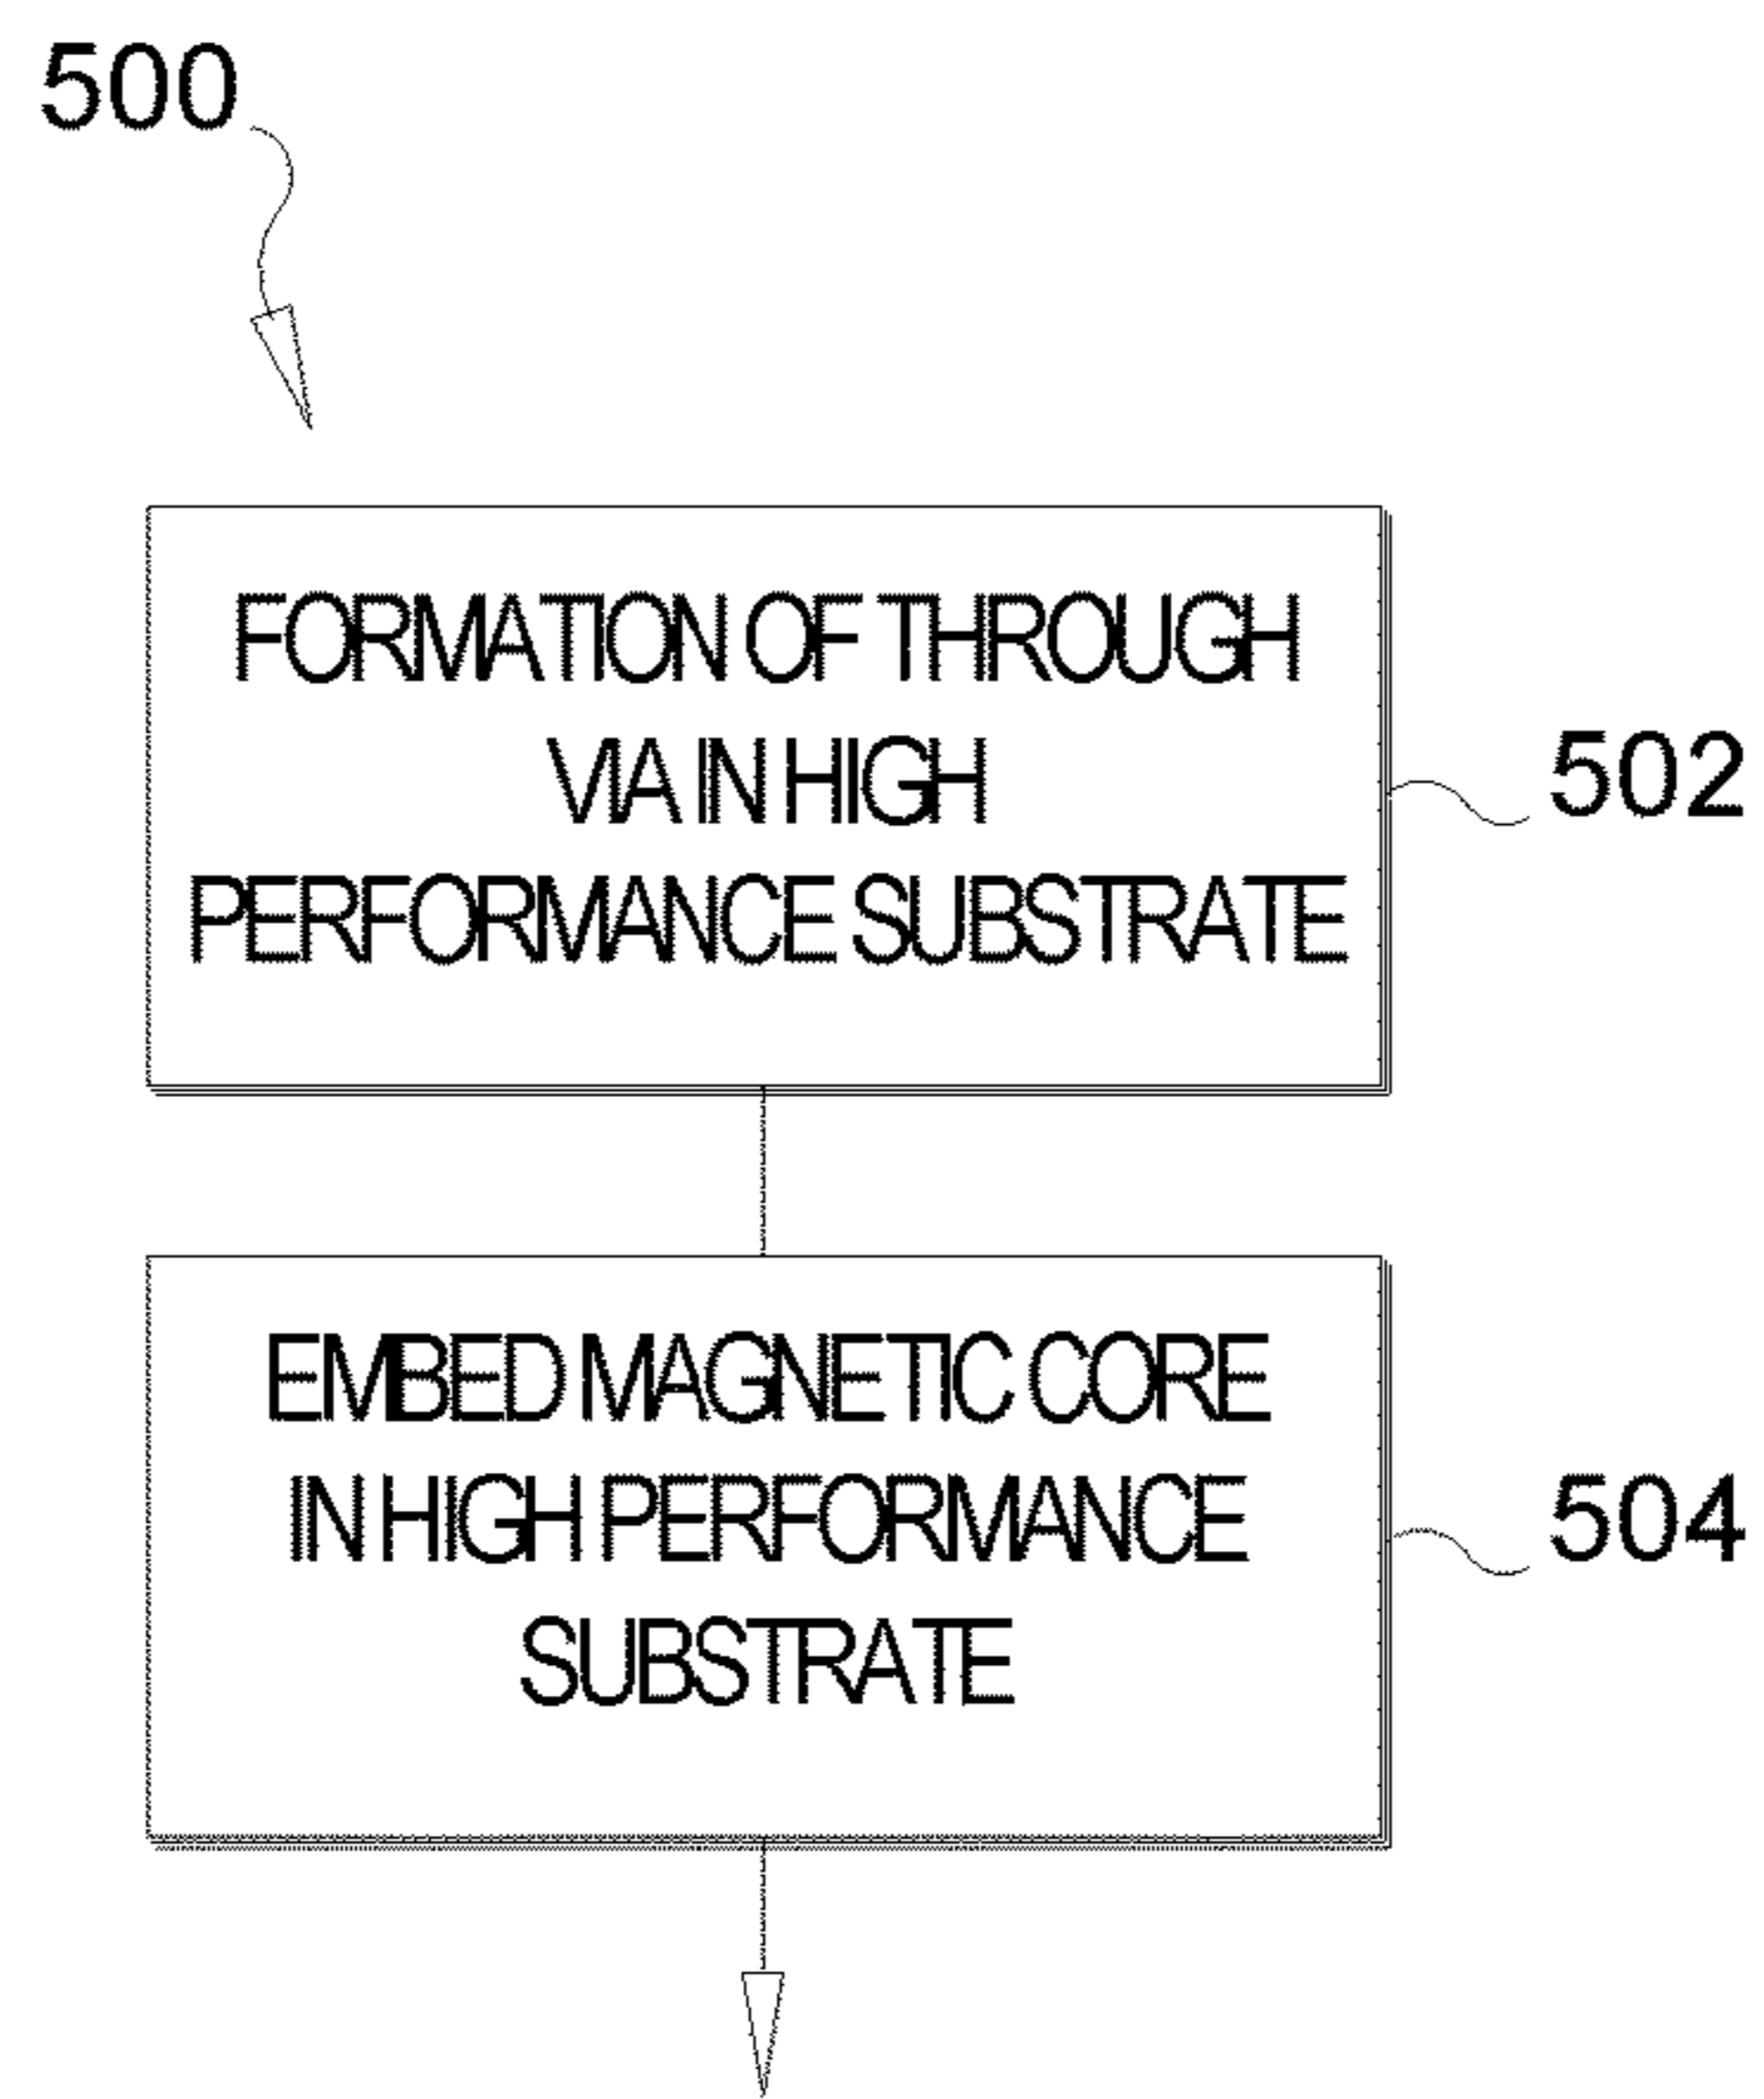 500
FORMATION OF THROUGH
VIA IN HIGH
PERFORMANCE SUBSTRATE
502
EMBED MAGNETIC CORE
IN HIGH PERFORMANCE
SUBSTRATE
504